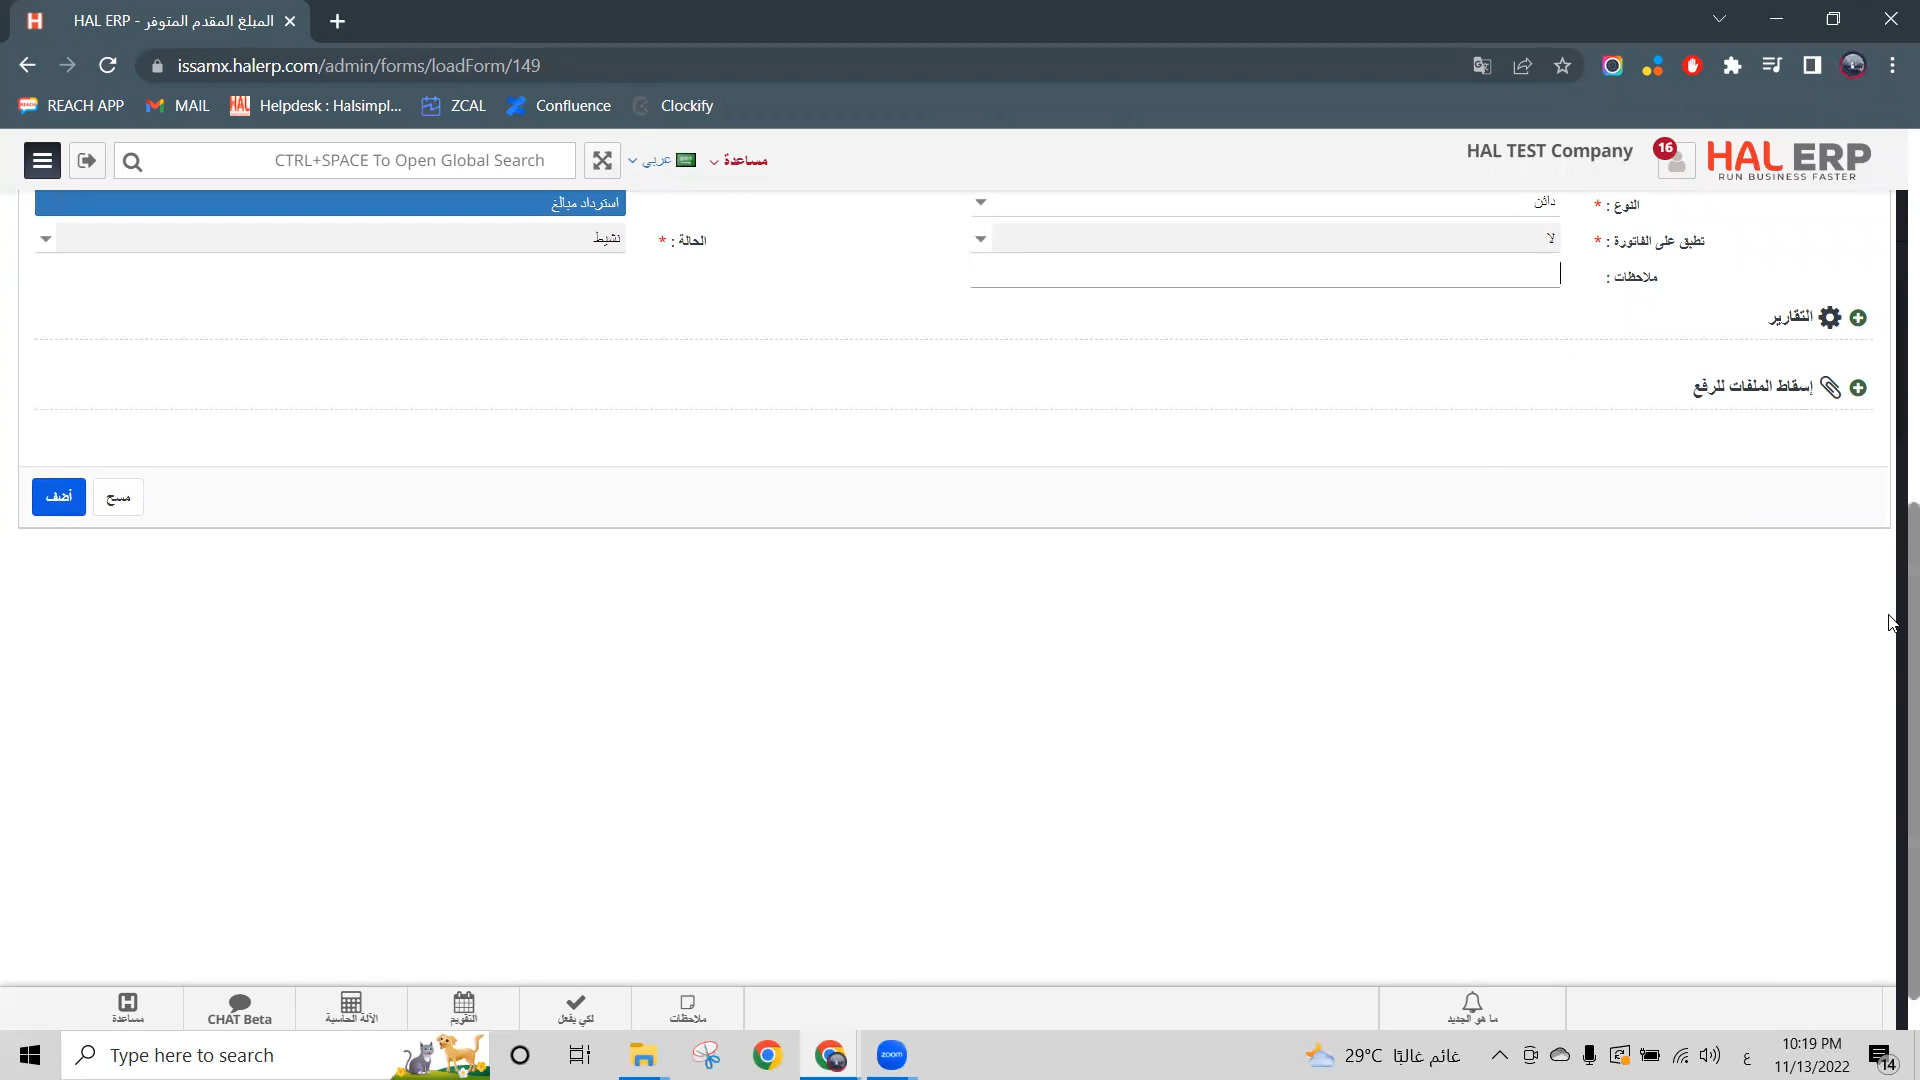 HAL ERP - المبلغ المقدم المتوفر
issamx.halerp.com/admin/forms/loadForm/149
REACH APP
MAIL
Helpdesk : Halsimpl...
ZCAL
Confluence
Clockify
CTRL+SPACE To Open Global Search
عربي
مساعدة
HAL TEST Company
16
HAL ERP
RUN BUSINESS FASTER
النوع : *
دائن
استرداد مبالغ
تطبق على الفاتورة : *
لا
الحالة : *
نشيط
ملاحظات :
التقارير
إسقاط الملفات للرفع
أضف
مسح
مساعدة
CHAT Beta
الآلة الحاسبة
التقويم
لكي يفعل
ملاحظات
ما هو الجديد
Type here to search
zoom
29°C غائم غالبًا
ع
10:19 PM
11/13/2022
14